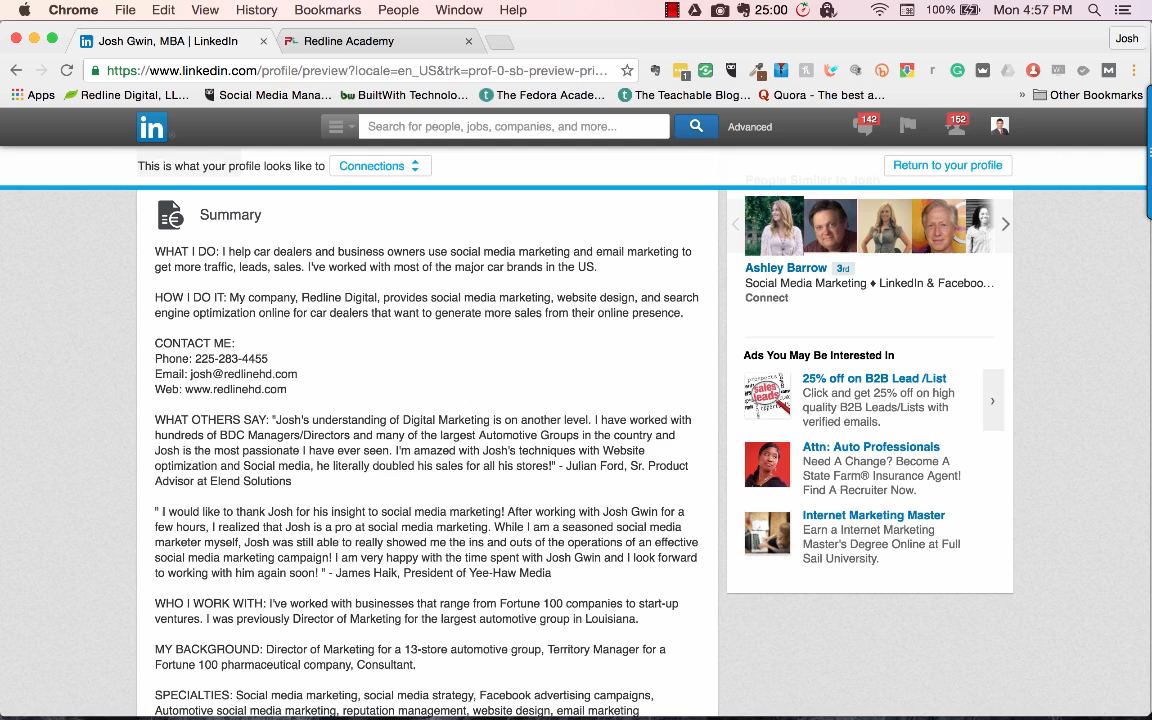 Chrome File Edit View History Bookmarks People Window Help 25:00 100% Mon 4:57 PM
Josh Gwin, MBA | LinkedIn
Redline Academy
Josh
https://www.linkedin.com/profile/preview?locale=en_US&trk=prof-0-sb-preview-pri...
Apps Redline Digital, LL... Social Media Mana... BuiltWith Technolo... The Fedora Acade... The Teachable Blog... Quora - The best a... » Other Bookmarks
in Search for people, jobs, companies, and more... Advanced 142 152
This is what your profile looks like to Connections Return to your profile
People Similar to Josh
Summary
WHAT I DO: I help car dealers and business owners use social media marketing and email marketing to
get more traffic, leads, sales. I've worked with most of the major car brands in the US.
HOW I DO IT: My company, Redline Digital, provides social media marketing, website design, and search
engine optimization online for car dealers that want to generate more sales from their online presence.
CONTACT ME:
Phone: 225-283-4455
Email: josh@redlinehd.com
Web: www.redlinehd.com
WHAT OTHERS SAY: "Josh's understanding of Digital Marketing is on another level. I have worked with
hundreds of BDC Managers/Directors and many of the largest Automotive Groups in the country and
Josh is the most passionate I have ever seen. I'm amazed with Josh's techniques with Website
optimization and Social media, he literally doubled his sales for all his stores!" - Julian Ford, Sr. Product
Advisor at Elend Solutions
" I would like to thank Josh for his insight to social media marketing! After working with Josh Gwin for a
few hours, I realized that Josh is a pro at social media marketing. While I am a seasoned social media
marketer myself, Josh was still able to really showed me the ins and outs of the operations of an effective
social media marketing campaign! I am very happy with the time spent with Josh Gwin and I look forward
to working with him again soon! " - James Haik, President of Yee-Haw Media
WHO I WORK WITH: I've worked with businesses that range from Fortune 100 companies to start-up
ventures. I was previously Director of Marketing for the largest automotive group in Louisiana.
MY BACKGROUND: Director of Marketing for a 13-store automotive group, Territory Manager for a
Fortune 100 pharmaceutical company, Consultant.
SPECIALTIES: Social media marketing, social media strategy, Facebook advertising campaigns,
Automotive social media marketing, reputation management, website design, email marketing
Ashley Barrow 3rd
Social Media Marketing ♦ LinkedIn & Faceboo...
Connect
Ads You May Be Interested In
sales leads
25% off on B2B Lead /List
Click and get 25% off on high
quality B2B Leads/Lists with
verified emails.
Attn: Auto Professionals
Need A Change? Become A
State Farm® Insurance Agent!
Find A Recruiter Now.
Internet Marketing Master
Earn a Internet Marketing
Master's Degree Online at Full
Sail University.